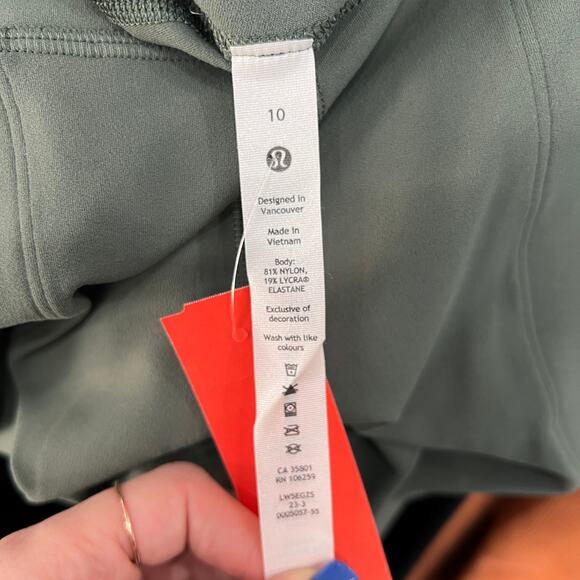 10
Designed in
Vancouver
Made in
Vietnam
Body:
81% NYLON,
19% LYCRA®
ELASTANE
Exclusive of
decoration
Wash with like
colours
CA 35801
RN 106259
LW5EGZS
23-3
0005057-55